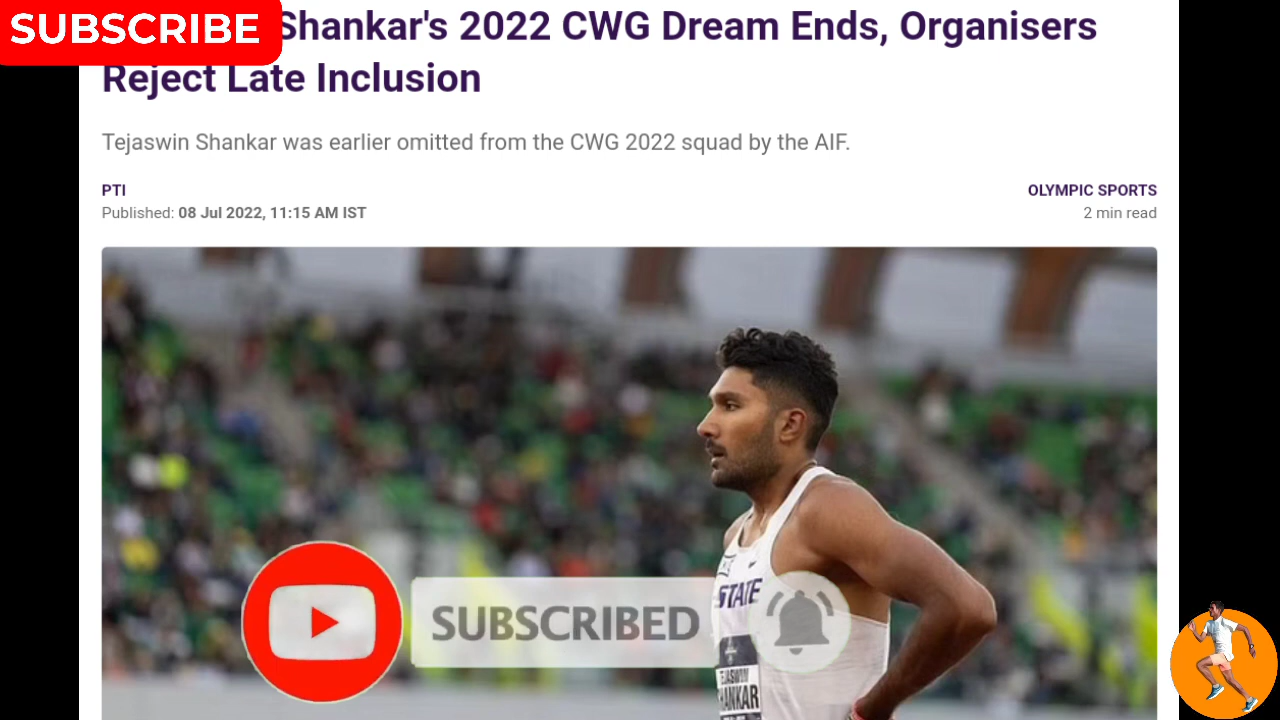 SUBSCRIBE
Shankar's 2022 CWG Dream Ends, Organisers
Reject Late Inclusion
Tejaswin Shankar was earlier omitted from the CWG 2022 squad by the AIF.
PTI
OLYMPIC SPORTS
Published: 08 Jul 2022, 11:15 AM IST
2 min read
SUBSCRIBED
STATE
TEJASWIN
SHANKAR